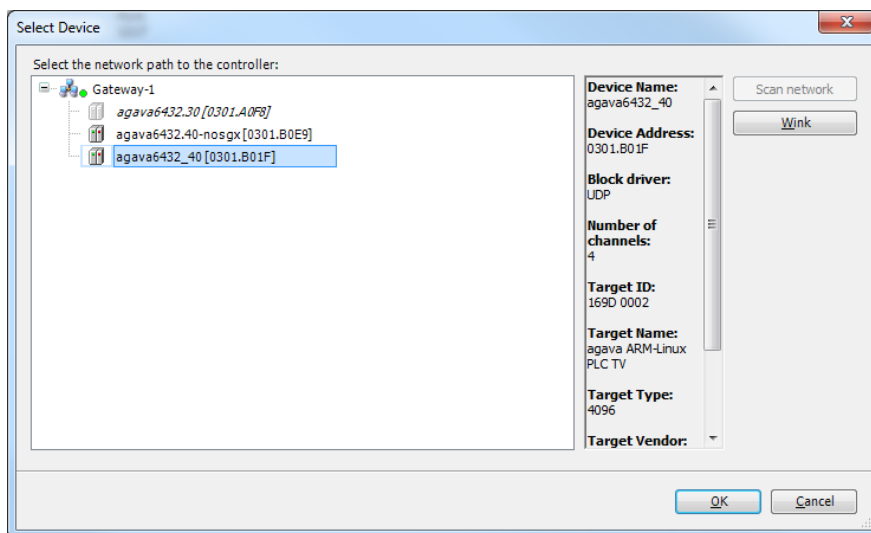 Select Device
Select the network path to the controller:
Gateway-1
agava6432.30 [0301.A0F8]
agava6432.40-nosgx [0301.B0E9]
agava6432_40 [0301.B01F]
Device Name:
agava6432_40
Device Address:
0301.B01F
Block driver:
UDP
Number of
channels:
4
Target ID:
169D 0002
Target Name:
agava ARM-Linux
PLC TV
Target Type:
4096
Target Vendor:
Scan network
Wink
OK
Cancel